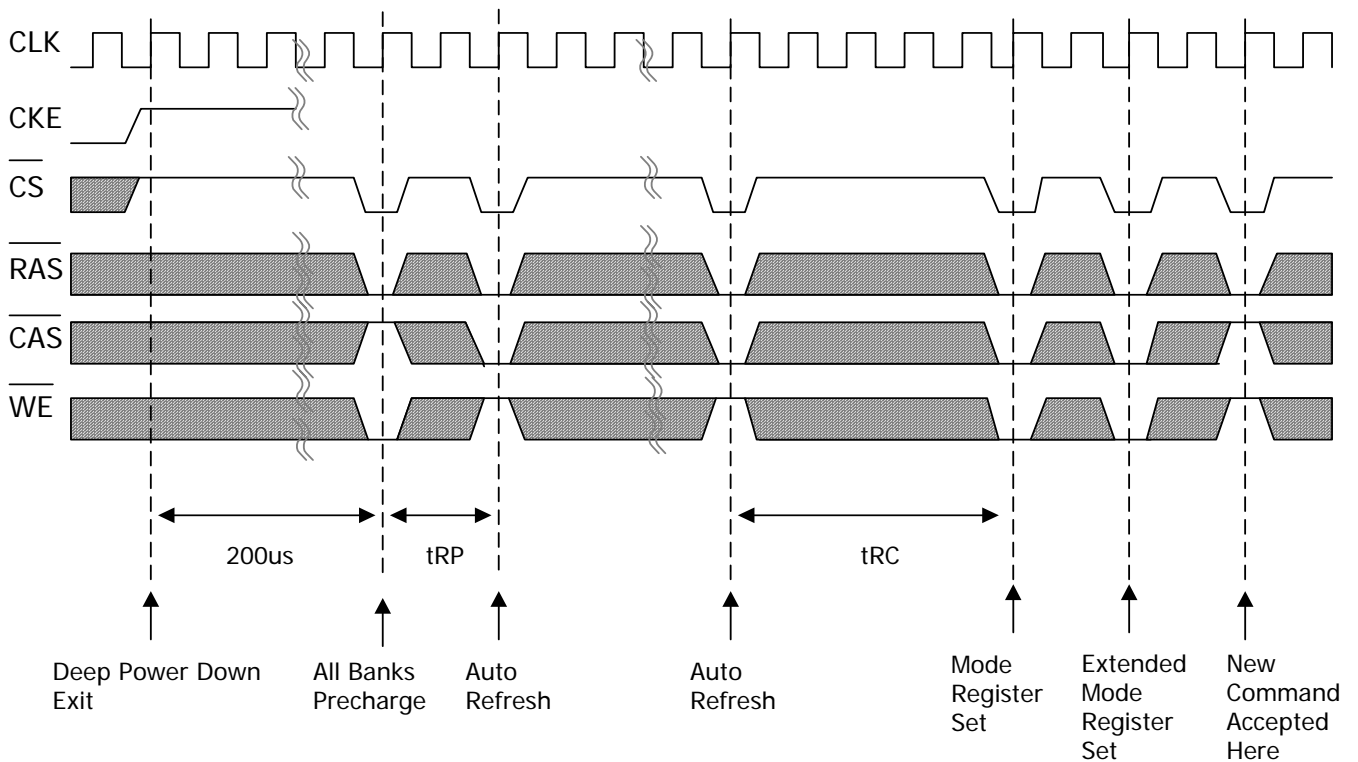 CLK
CKE
CS
RAS
CAS
WE
200us
tRP
tRC
Deep Power Down
Exit
All Banks
Precharge
Auto
Refresh
Auto
Refresh
Mode
Register
Set
Extended
Mode
Register
Set
New
Command
Accepted
Here